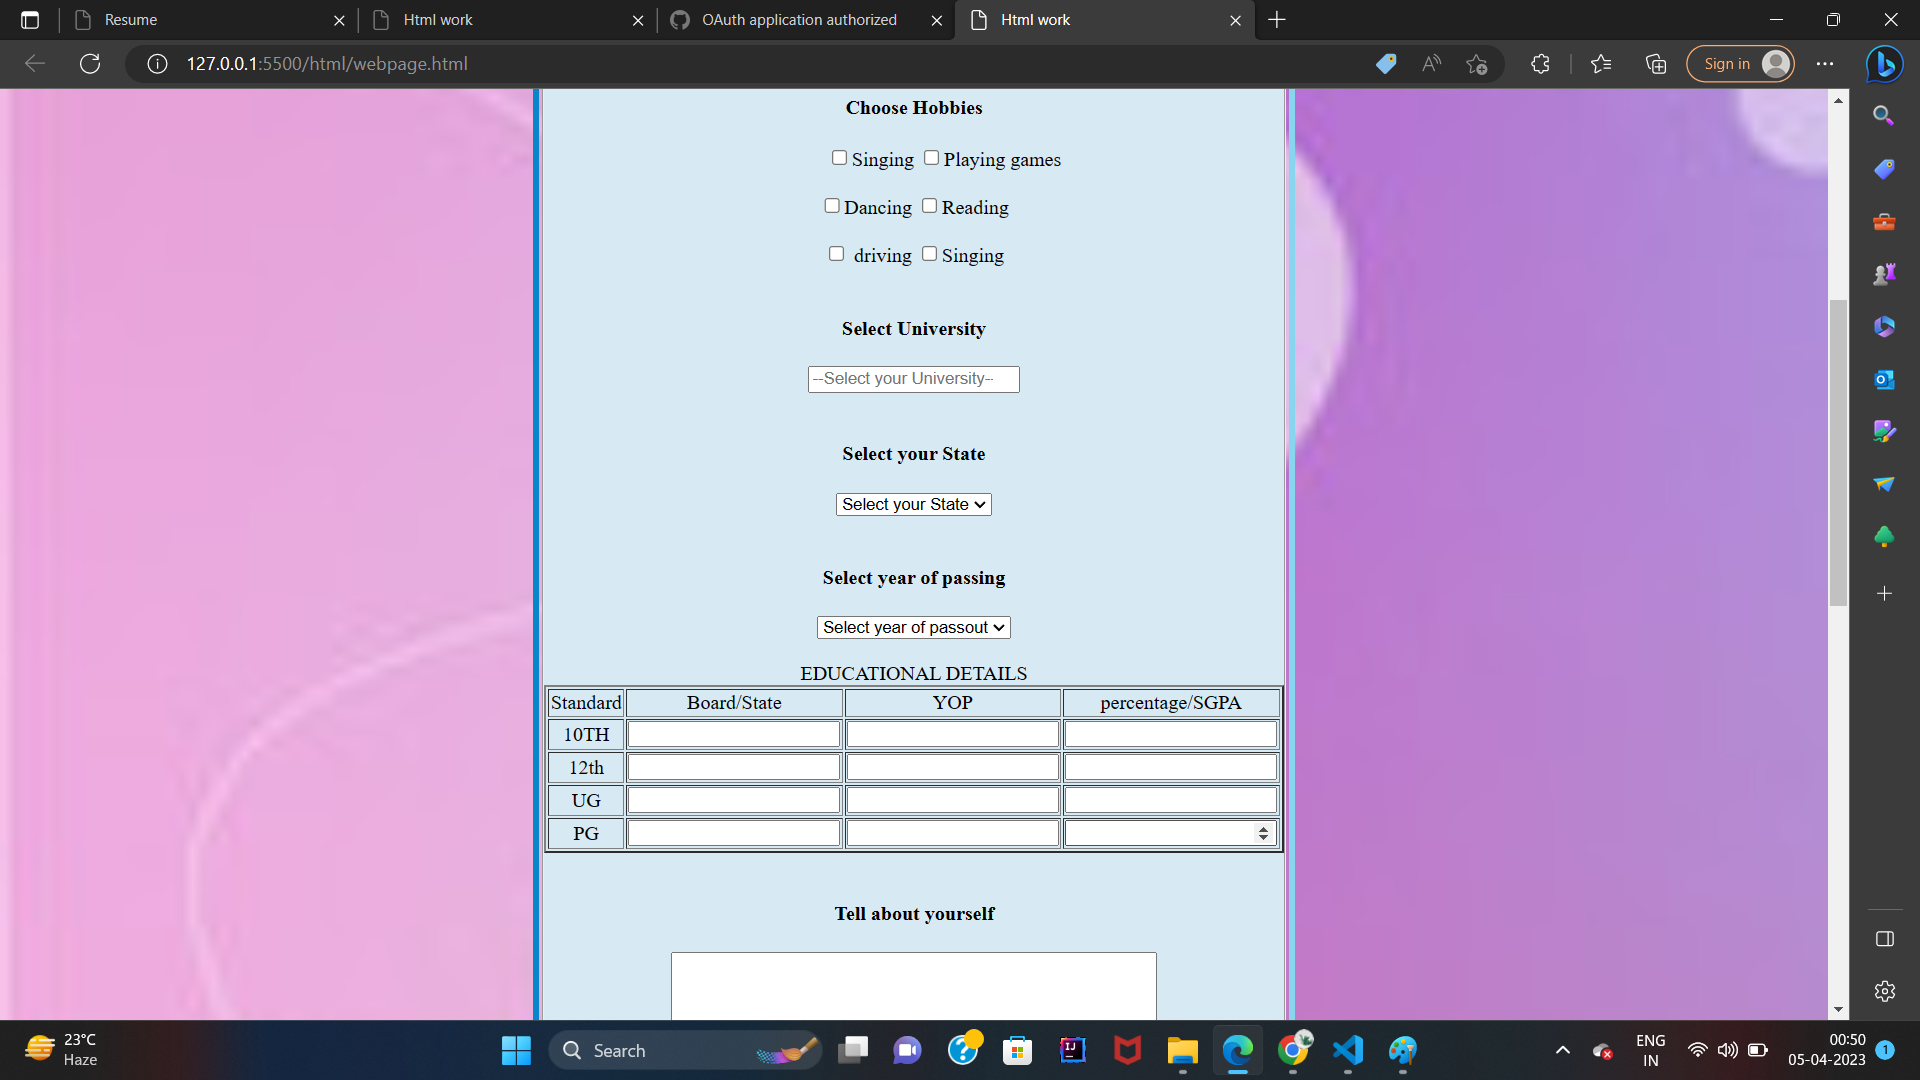 Resume
Html work
OAuth application authorized
Html work
127.0.0.1:5500/html/webpage.html
Sign in
Choose Hobbies
Singing Playing games
Dancing Reading
driving Singing
Select University
--Select your University--
Select your State
Select your State
Select year of passing
Select year of passout
EDUCATIONAL DETAILS
Standard Board/State YOP percentage/SGPA
10TH
12th
UG
PG
Tell about yourself
23°C
Haze
Search
ENG
IN
00:50
05-04-2023
1